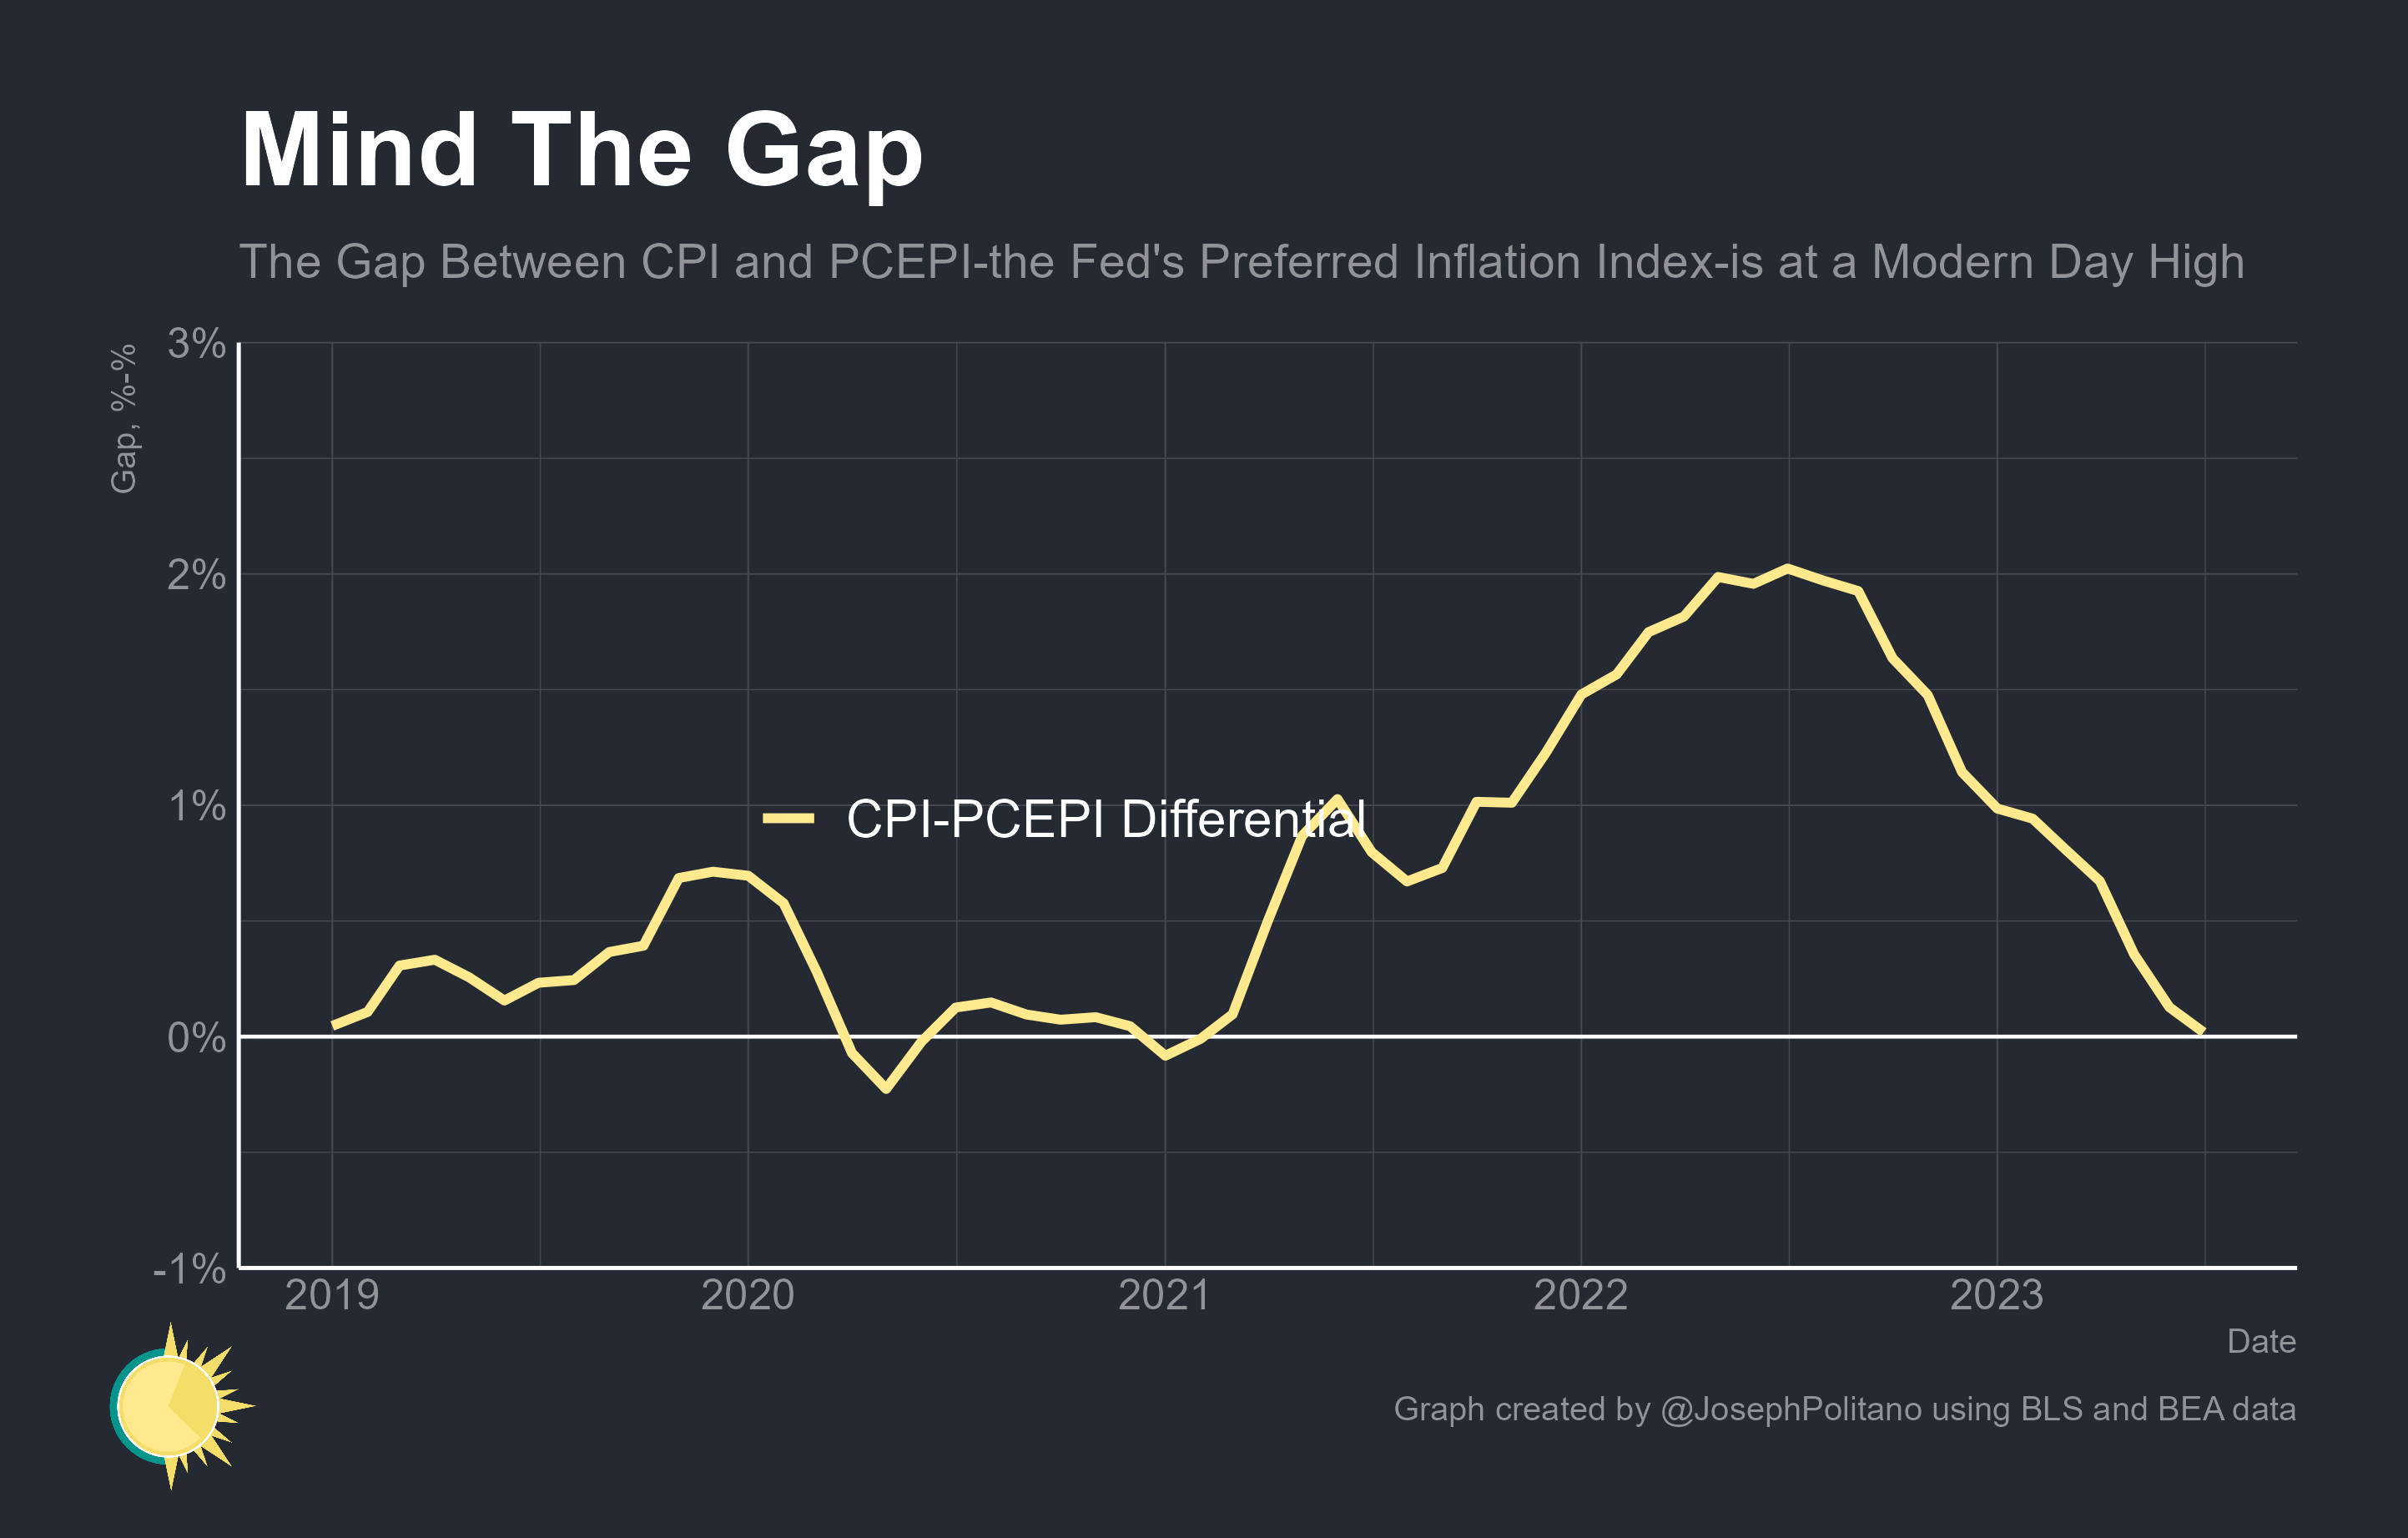 Mind The Gap
The Gap Between CPI and PCEPI-the Fed's Preferred Inflation Index-is at a Modern Day High
Gap, %-%
3%
2%
1%
0%
-1%
CPI-PCEPI Differential
2019 2020 2021 2022 2023
Date
Graph created by @JosephPolitano using BLS and BEA data